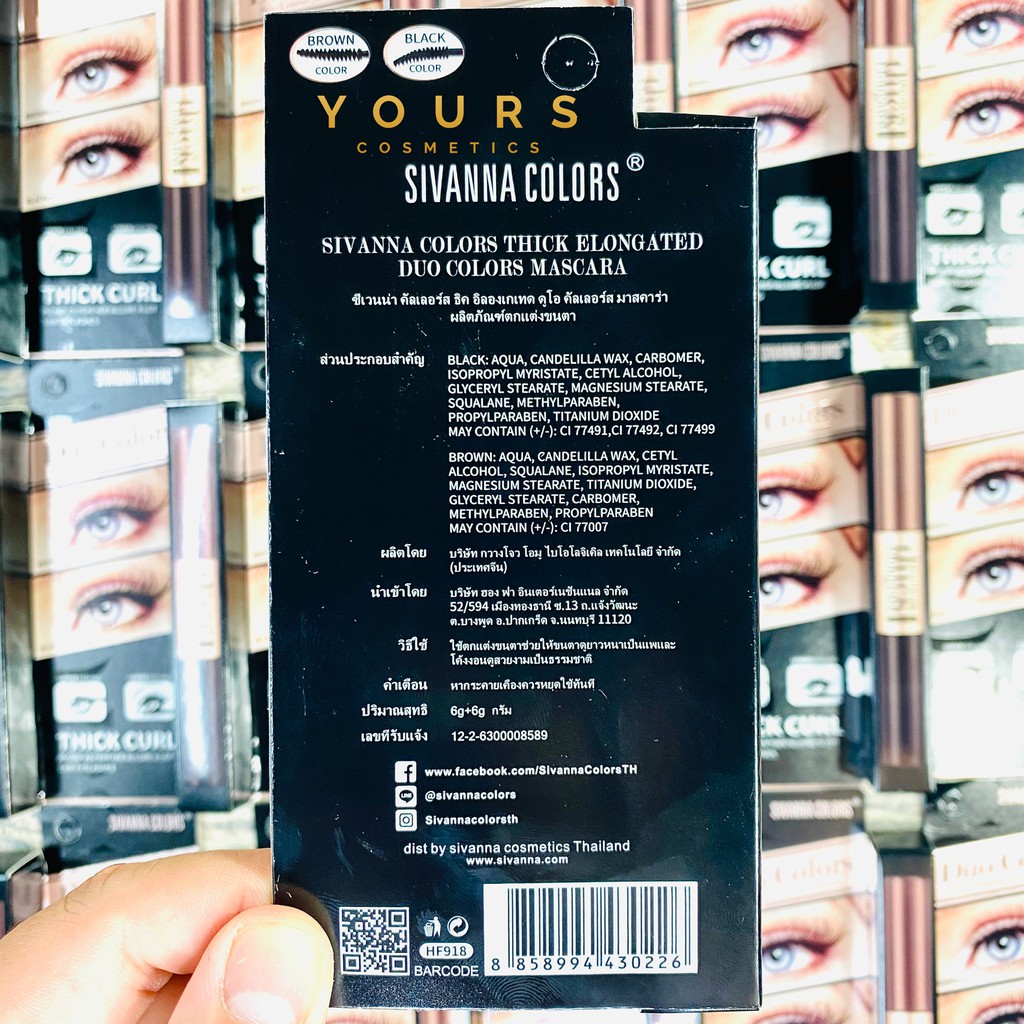 BROWN
COLOR
BLACK
COLOR
YOURS
COSMETICS
SIVANNA COLORS®
SIVANNA COLORS THICK ELONGATED
DUO COLORS MASCARA
ซีเวนน่า คัลเลอร์ส ธิค อิลองเกเทด ดูโอ คัลเลอร์ส มาสคาร่า
ผลิตภัณฑ์ตกแต่งขนตา
ส่วนประกอบสำคัญ BLACK: AQUA, CANDELILLA WAX, CARBOMER,
ISOPROPYL MYRISTATE, CETYL ALCOHOL,
GLYCERYL STEARATE, MAGNESIUM STEARATE,
SQUALANE, METHYLPARABEN,
PROPYLPARABEN, TITANIUM DIOXIDE
MAY CONTAIN (+/-): CI 77491,CI 77492, CI 77499
BROWN: AQUA, CANDELILLA WAX, CETYL
ALCOHOL, SQUALANE, ISOPROPYL MYRISTATE,
MAGNESIUM STEARATE, TITANIUM DIOXIDE,
GLYCERYL STEARATE, CARBOMER,
METHYLPARABEN, PROPYLPARABEN
MAY CONTAIN (+/-): CI 77007
ผลิตโดย บริษัท กวางโจว โอมุ ไบโอโลจิเคิล เทคโนโลยี จำกัด
(ประเทศจีน)
นำเข้าโดย บริษัท ฮอง ฟา อินเตอร์เนชันแนล จำกัด
52/594 เมืองทองธานี ซ.13 ถ.แจ้งวัฒนะ
ต.บางพูด อ.ปากเกร็ด จ.นนทบุรี 11120
วิธีใช้ ใช้ตกแต่งขนตาช่วยให้ขนตาดูยาวหนาเป็นแพและ
โค้งงอนดูสวยงามเป็นธรรมชาติ
คำเตือน หากระคายเคืองควรหยุดใช้ทันที
ปริมาณสุทธิ 6g+6g กรัม
เลขที่รับแจ้ง 12-2-6300008589
www.facebook.com/SivannaColorsTH
LINE @sivannacolors
Sivannacolorsth
dist by sivanna cosmetics Thailand
www.sivanna.com
HF918
BARCODE
8 858994 430226
THICK CURL
THICK CURL
THICK CURL
THICK CURL